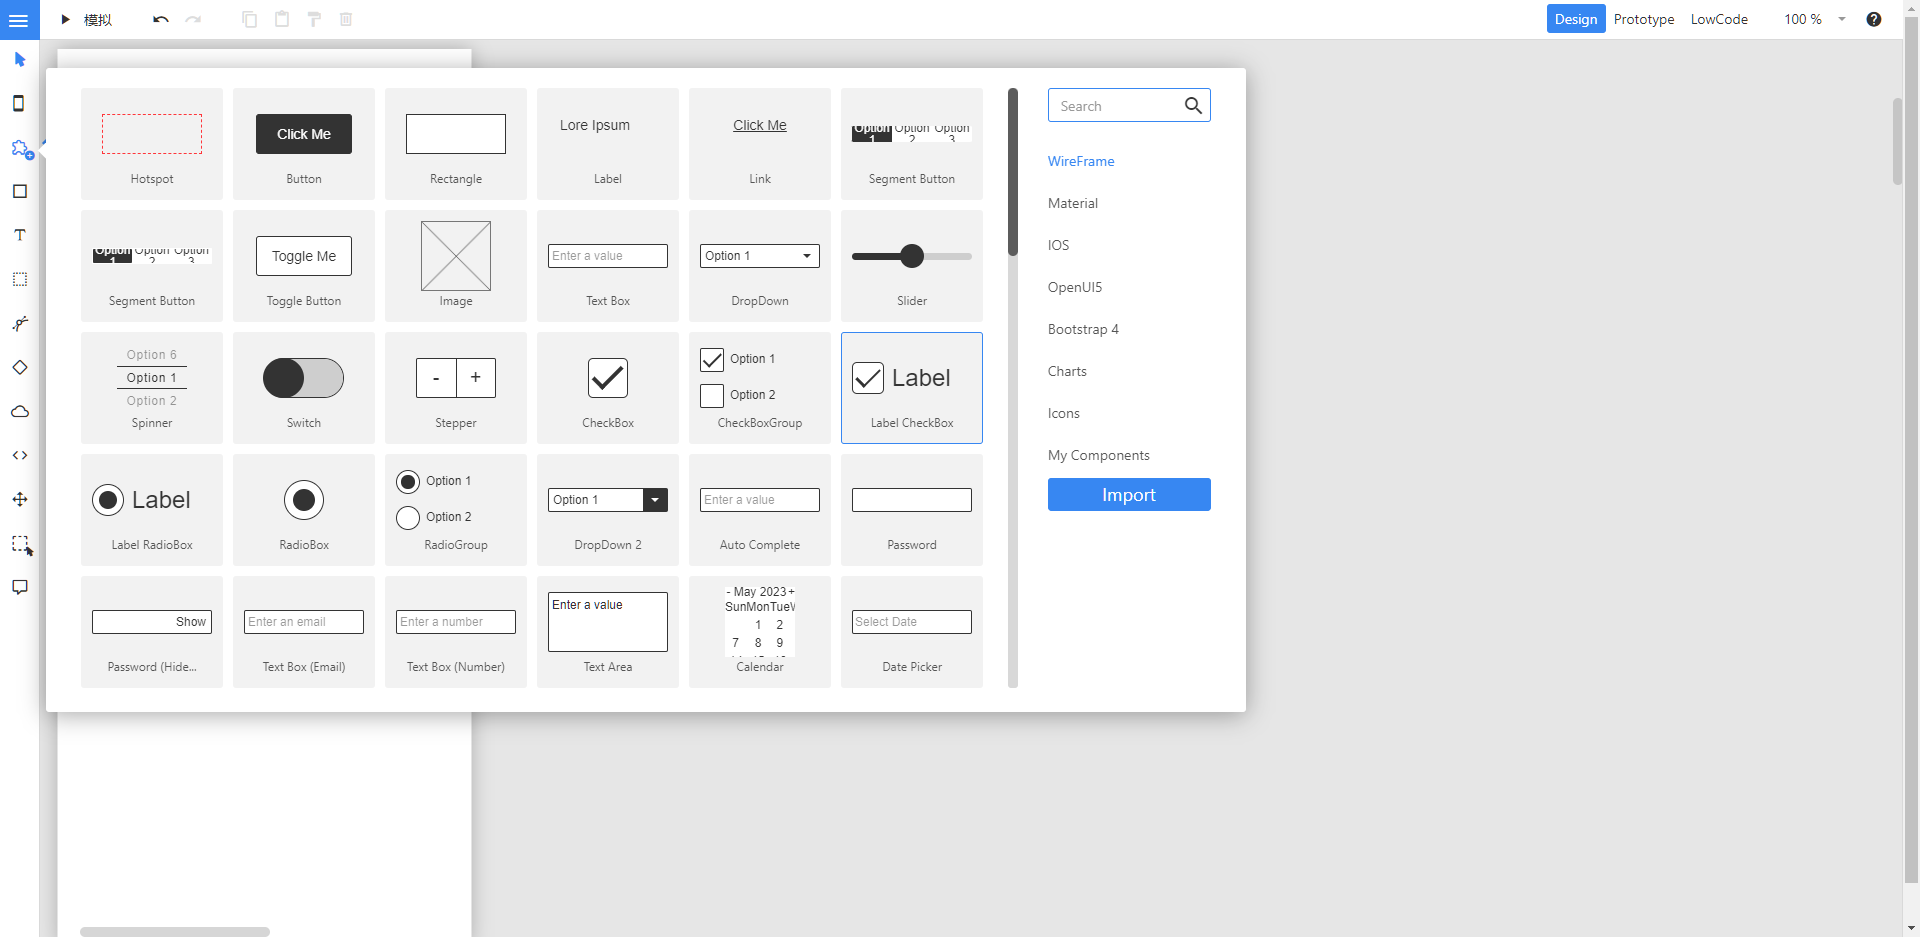 模拟
Design Prototype LowCode 100 %
Click Me
Lore Ipsum
Click Me
Option 1 Option 2 Option 3
Hotspot Button Rectangle Label Link Segment Button
Option 1 Option 2 Option 3
Toggle Me
Enter a value
Option 1
Segment Button Toggle Button Image Text Box DropDown Slider
Option 6
Option 1
Option 2
- +
Option 1
Option 2
Label
Spinner Switch Stepper CheckBox CheckBoxGroup Label CheckBox
Label
Option 1
Option 2
Option 1
Enter a value
Label RadioBox RadioBox RadioGroup DropDown 2 Auto Complete Password
Show
Enter an email
Enter a number
Enter a value
- May 2023 +
SunMonTue
1 2
7 8 9
Select Date
Password (Hide... Text Box (Email) Text Box (Number) Text Area Calendar Date Picker
Search
WireFrame
Material
IOS
OpenUI5
Bootstrap 4
Charts
Icons
My Components
Import